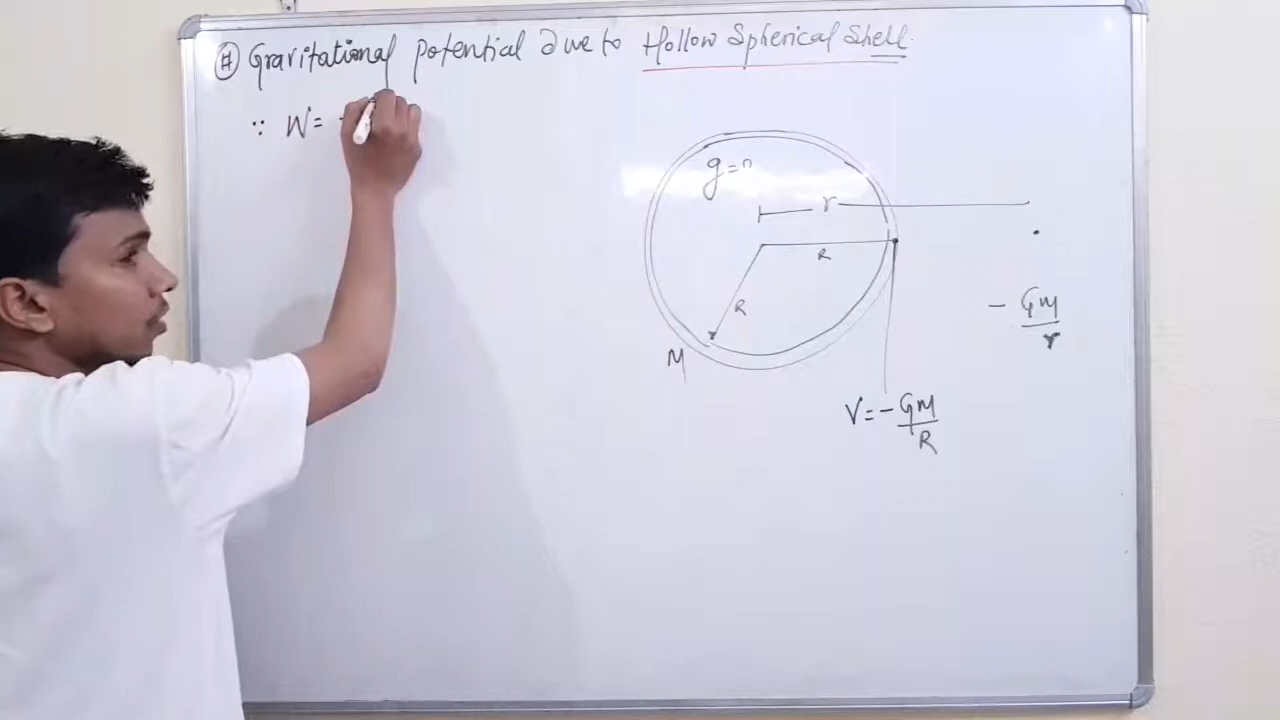 # Gravitational potential due to Hollow Spherical Shell.
∵ W = -
g=0
r
R
R
M
- GM/r
V = - GM/R